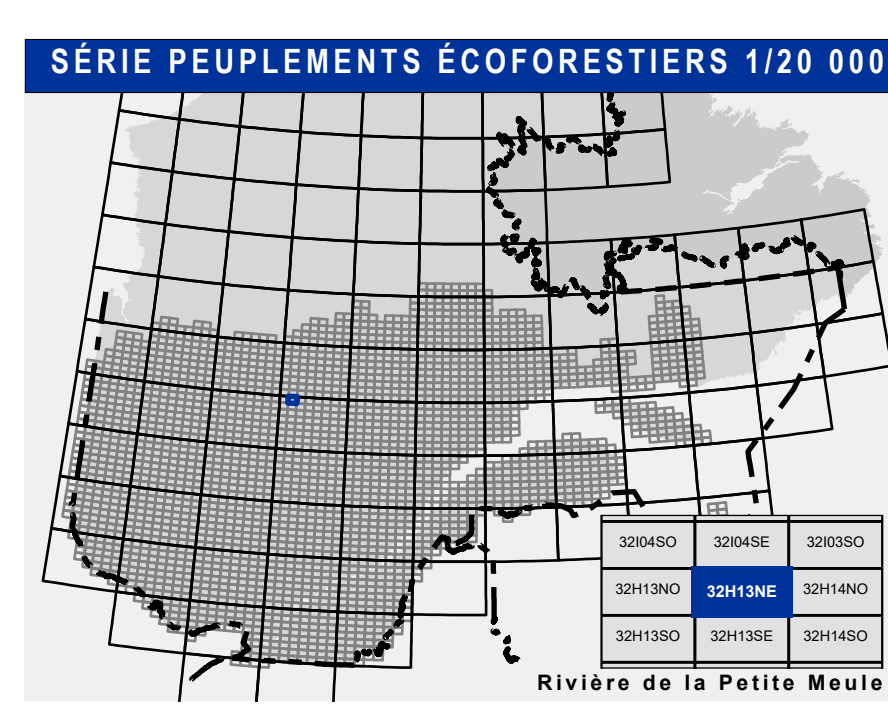 SÉRIE PEUPLEMENTS ÉCOFORESTIERS 1/20 000
32I04SO 32I04SE 32I03SO
32H13NO 32H13NE 32H14NO
32H13SO 32H13SE 32H14SO
Rivière de la Petite Meule